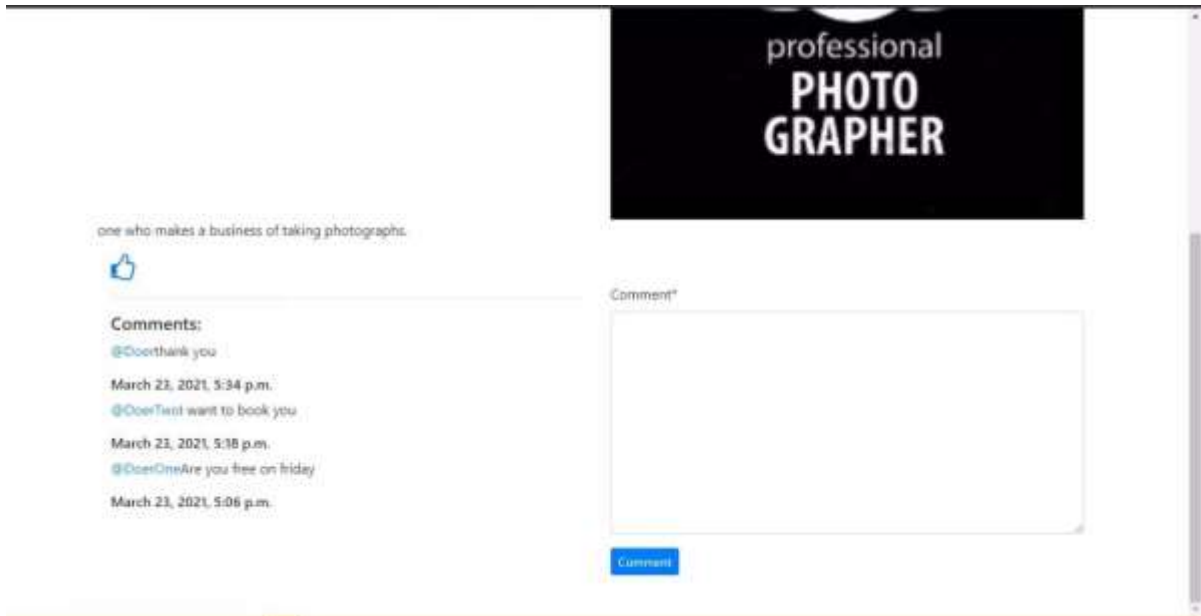 professional
PHOTO
GRAPHER
one who makes a business of taking photographs.
Comments:
@Doerthank you
March 23, 2021, 5:34 p.m.
@DoerTwoI want to book you
March 23, 2021, 5:18 p.m.
@DoerOneAre you free on friday
March 23, 2021, 5:06 p.m.
Comment*
Comment